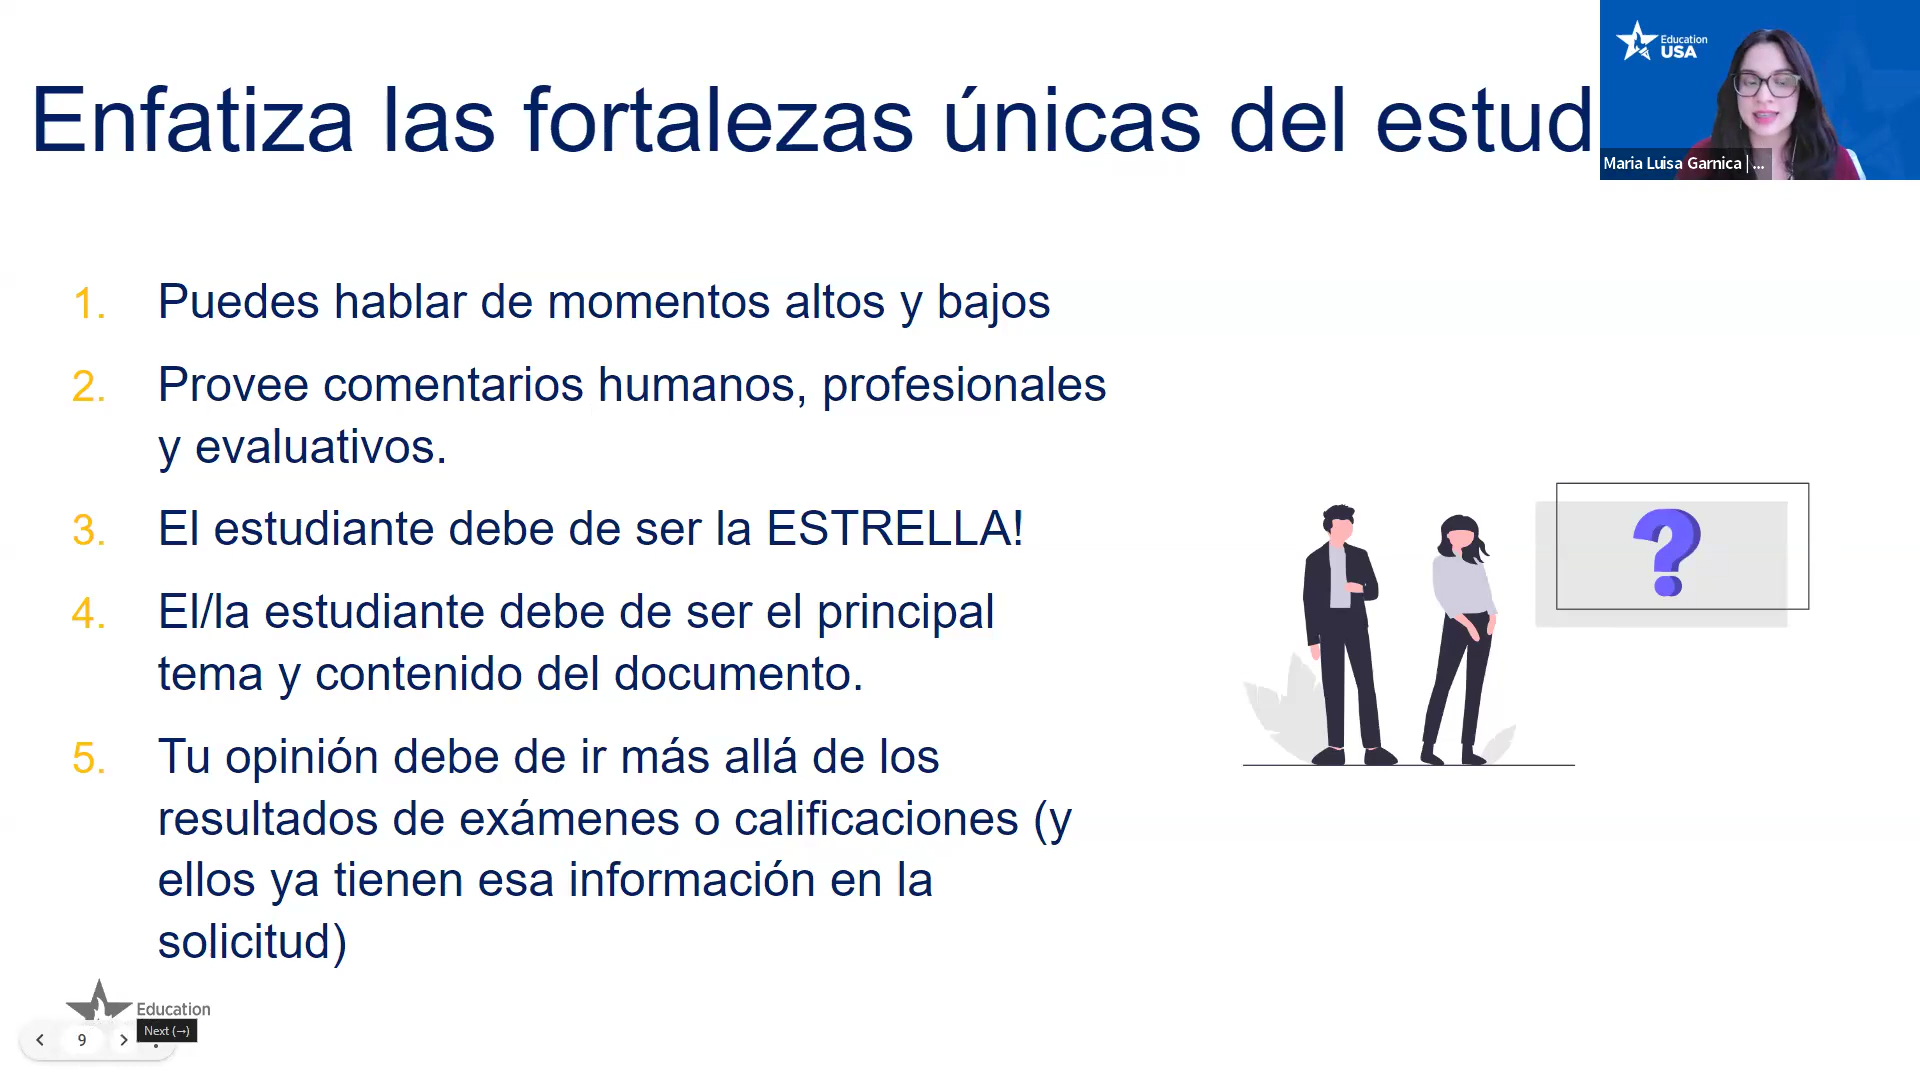 Enfatiza las fortalezas únicas del estud
Education
USA
Maria Luisa Garnica | ...
1. Puedes hablar de momentos altos y bajos
2. Provee comentarios humanos, profesionales
y evaluativos.
3. El estudiante debe de ser la ESTRELLA!
4. El/la estudiante debe de ser el principal
tema y contenido del documento.
5. Tu opinión debe de ir más allá de los
resultados de exámenes o calificaciones (y
ellos ya tienen esa información en la
solicitud)
?
Education
Next (→)
9